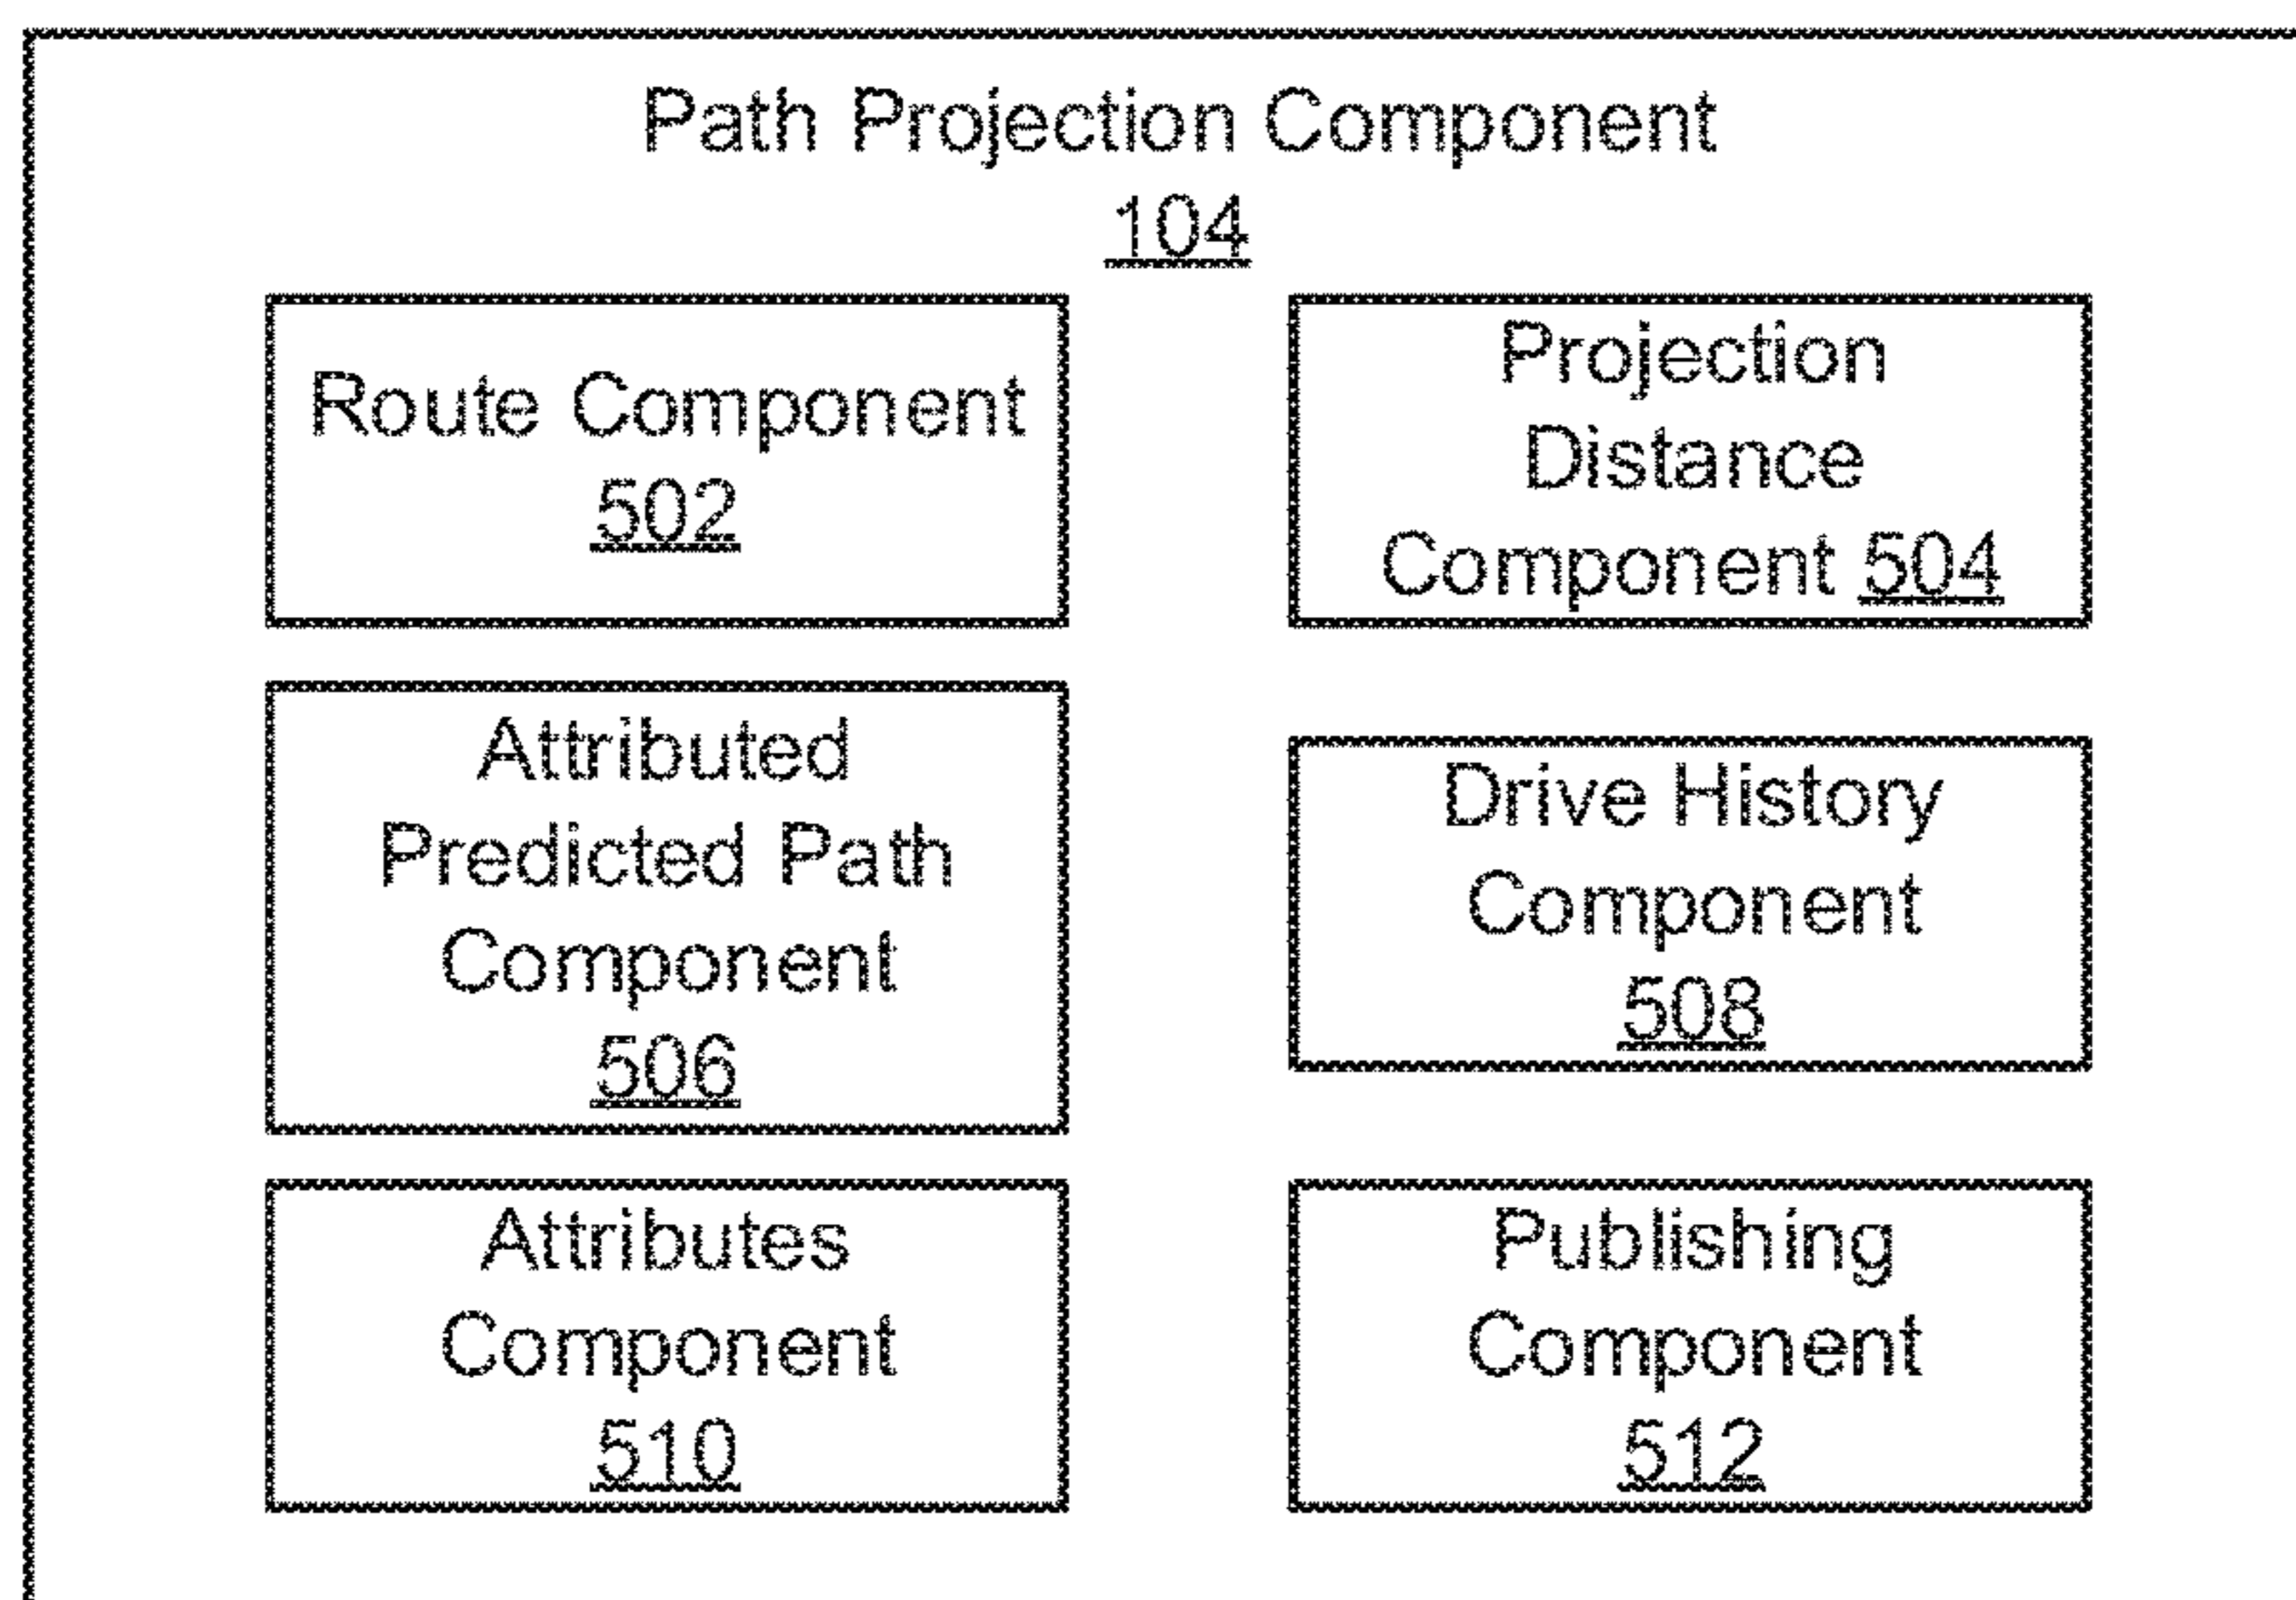 Path Projection Component
104
Route Component
502
Projection
Distance
Component 504
Attributed
Predicted Path
Component
506
Drive History
Component
508
Attributes
Component
510
Publishing
Component
512